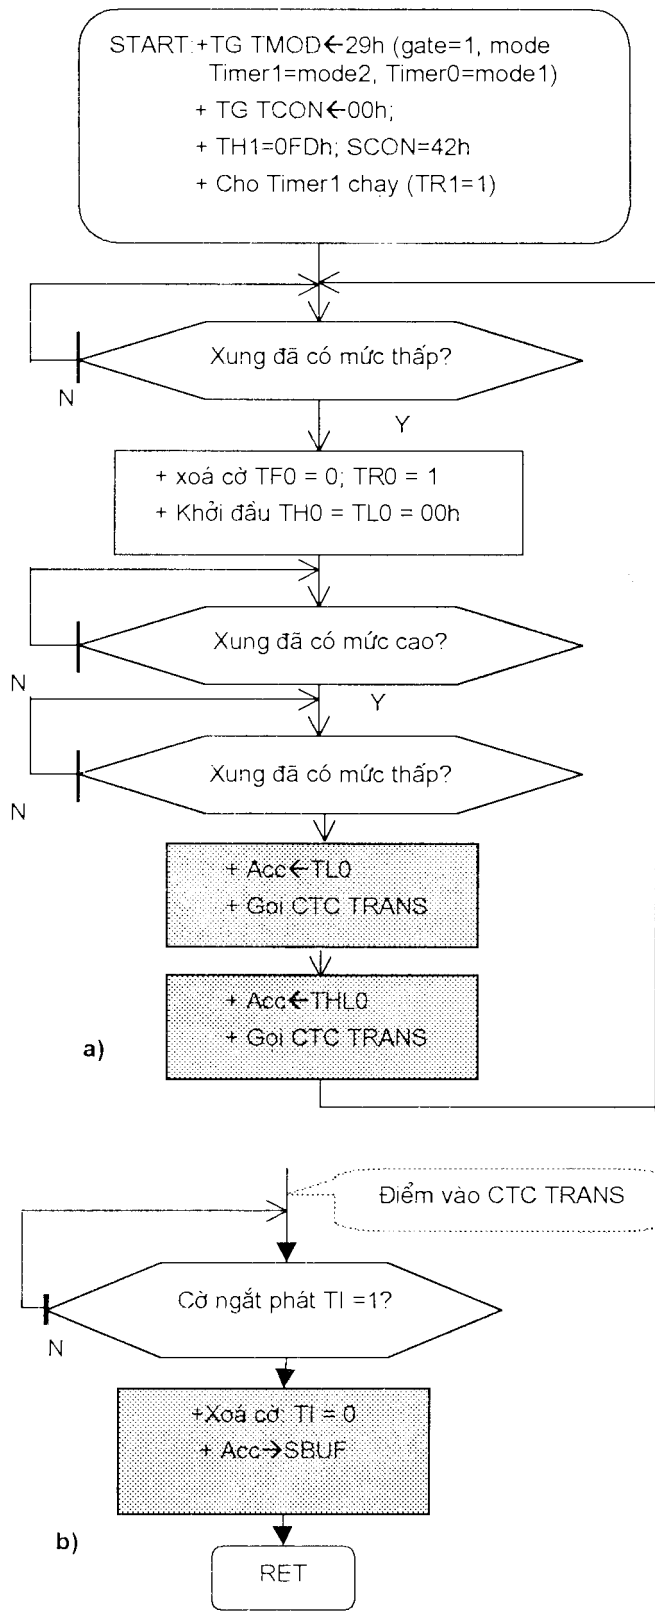 START:+TG TMOD←29h (gate=1, mode
Timer1=mode2, Timer0=mode1)
+ TG TCON←00h;
+ TH1=0FDh; SCON=42h
+ Cho Timer1 chạy (TR1=1)
Xung đã có mức thấp?
N
Y
+ xoá cờ TF0 = 0; TR0 = 1
+ Khởi đầu TH0 = TL0 = 00h
Xung đã có mức cao?
N
Y
Xung đã có mức thấp?
N
+ Acc←TL0
+ Gọi CTC TRANS
+ Acc←THL0
+ Gọi CTC TRANS
a)
Điểm vào CTC TRANS
Cờ ngắt phát TI =1?
N
+Xoá cờ: TI = 0
+ Acc→SBUF
b)
RET